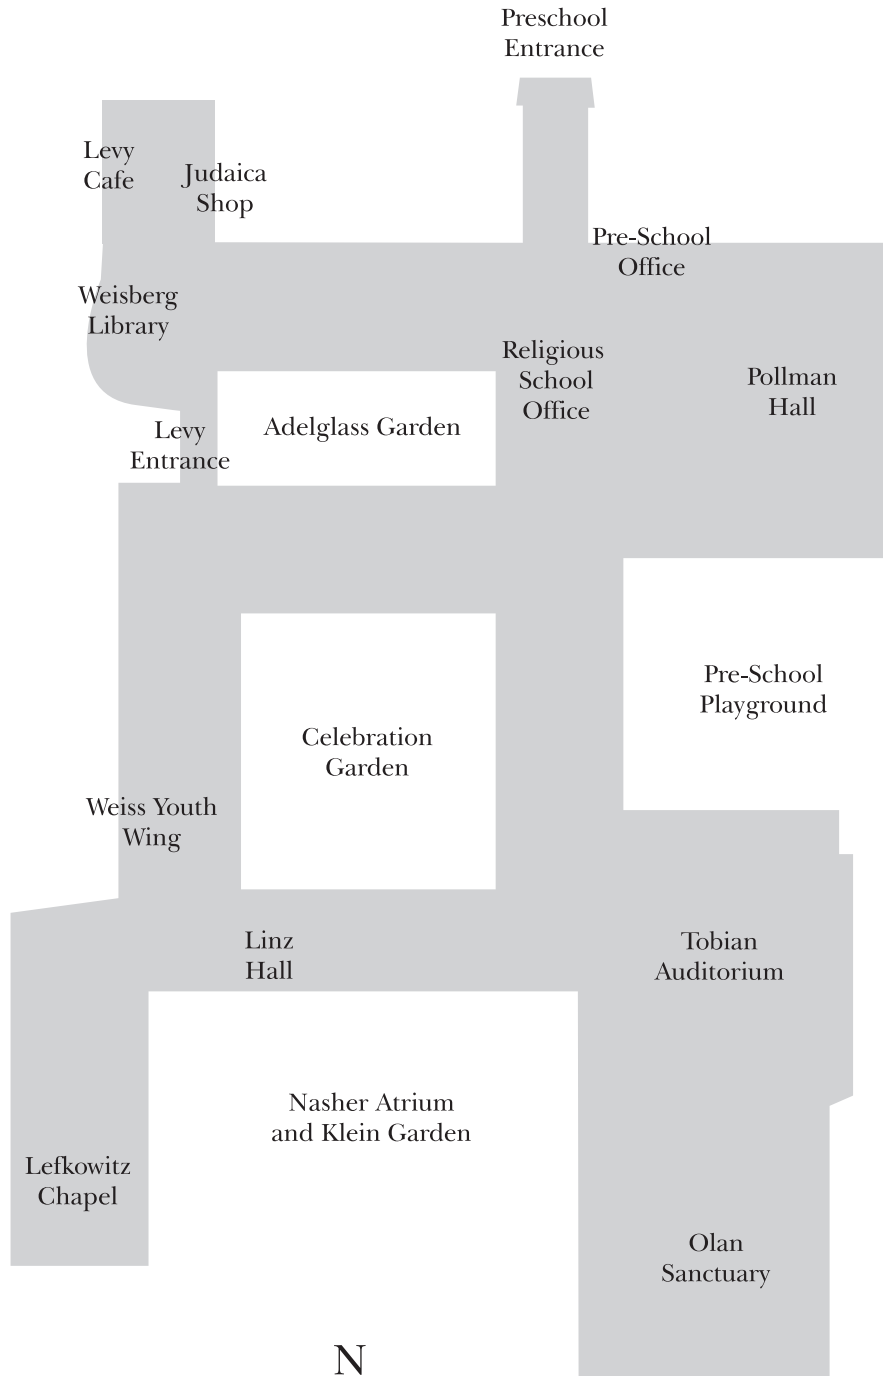 Preschool
Entrance
Levy
Cafe
Judaica
Shop
Pre-School
Office
Weisberg
Library
Religious
School
Office
Pollman
Hall
Levy
Entrance
Adelglass Garden
Pre-School
Playground
Celebration
Garden
Weiss Youth
Wing
Linz
Hall
Tobian
Auditorium
Nasher Atrium
and Klein Garden
Lefkowitz
Chapel
Olan
Sanctuary
N